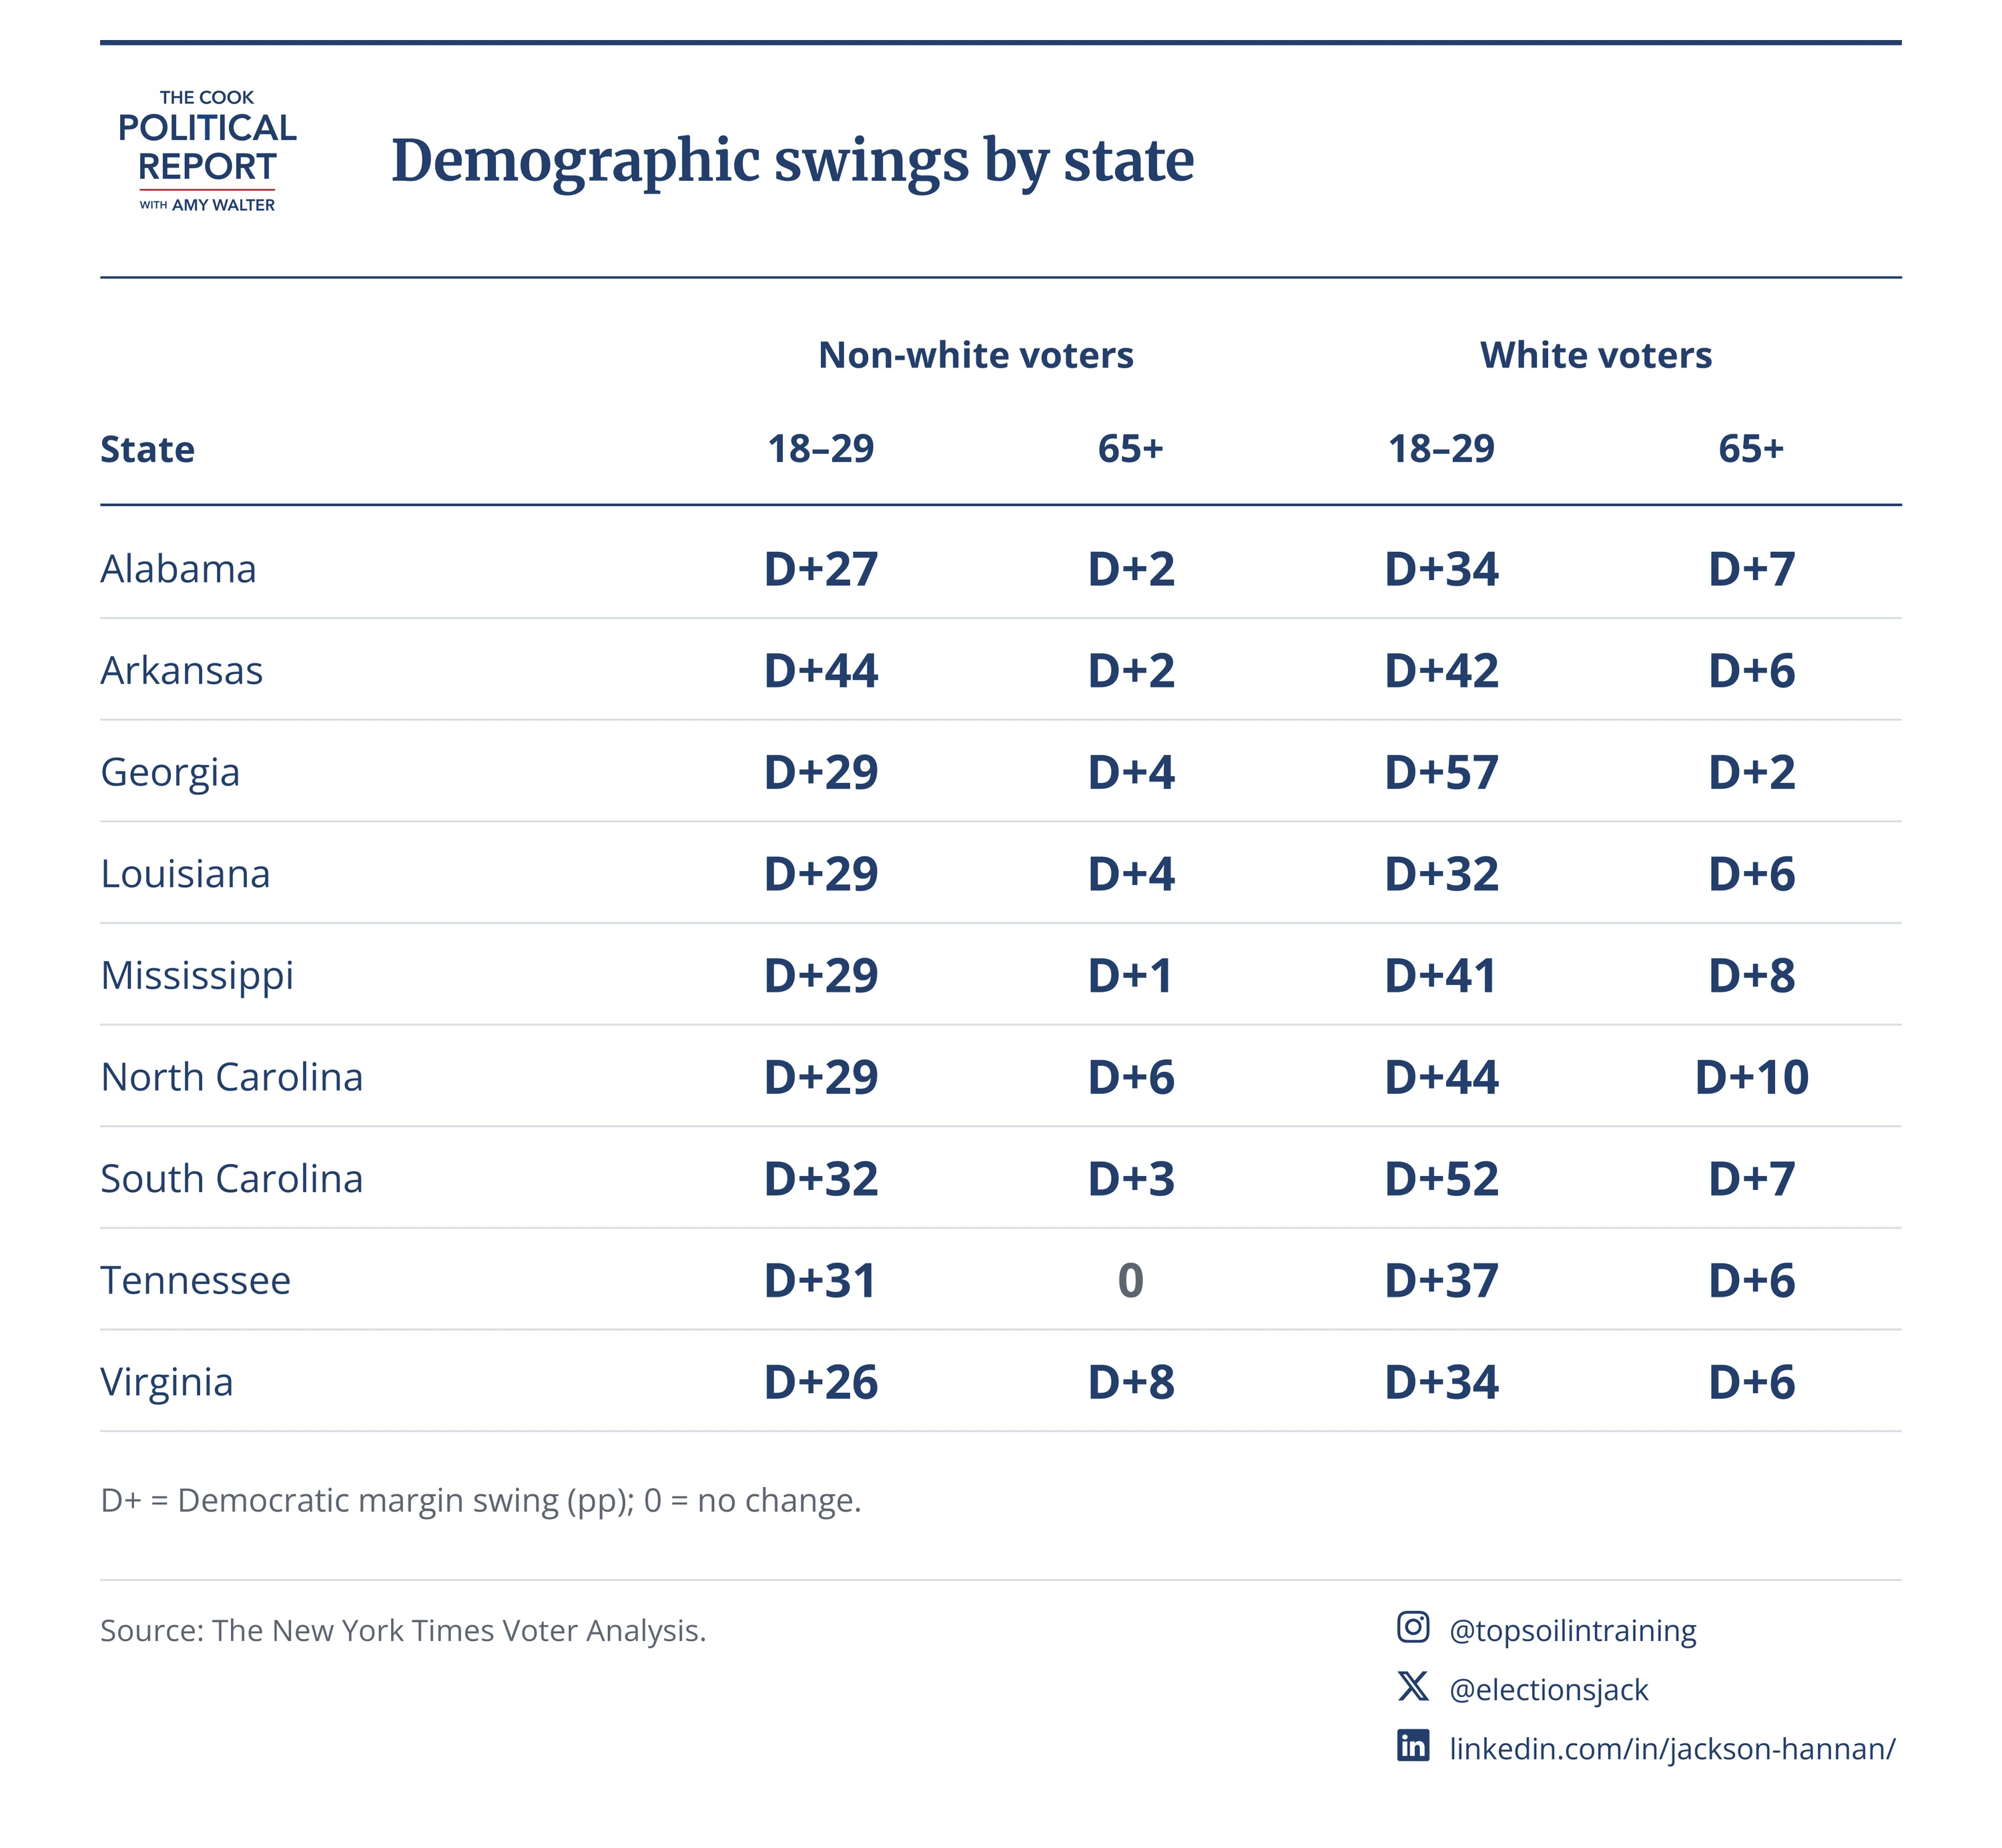 THE COOK
POLITICAL
REPORT
WITH AMY WALTER
Demographic swings by state
Non-white voters White voters
State 18–29 65+ 18–29 65+
Alabama D+27 D+2 D+34 D+7
Arkansas D+44 D+2 D+42 D+6
Georgia D+29 D+4 D+57 D+2
Louisiana D+29 D+4 D+32 D+6
Mississippi D+29 D+1 D+41 D+8
North Carolina D+29 D+6 D+44 D+10
South Carolina D+32 D+3 D+52 D+7
Tennessee D+31 0 D+37 D+6
Virginia D+26 D+8 D+34 D+6
D+ = Democratic margin swing (pp); 0 = no change.
Source: The New York Times Voter Analysis.
@topsoilintraining
@electionsjack
linkedin.com/in/jackson-hannan/